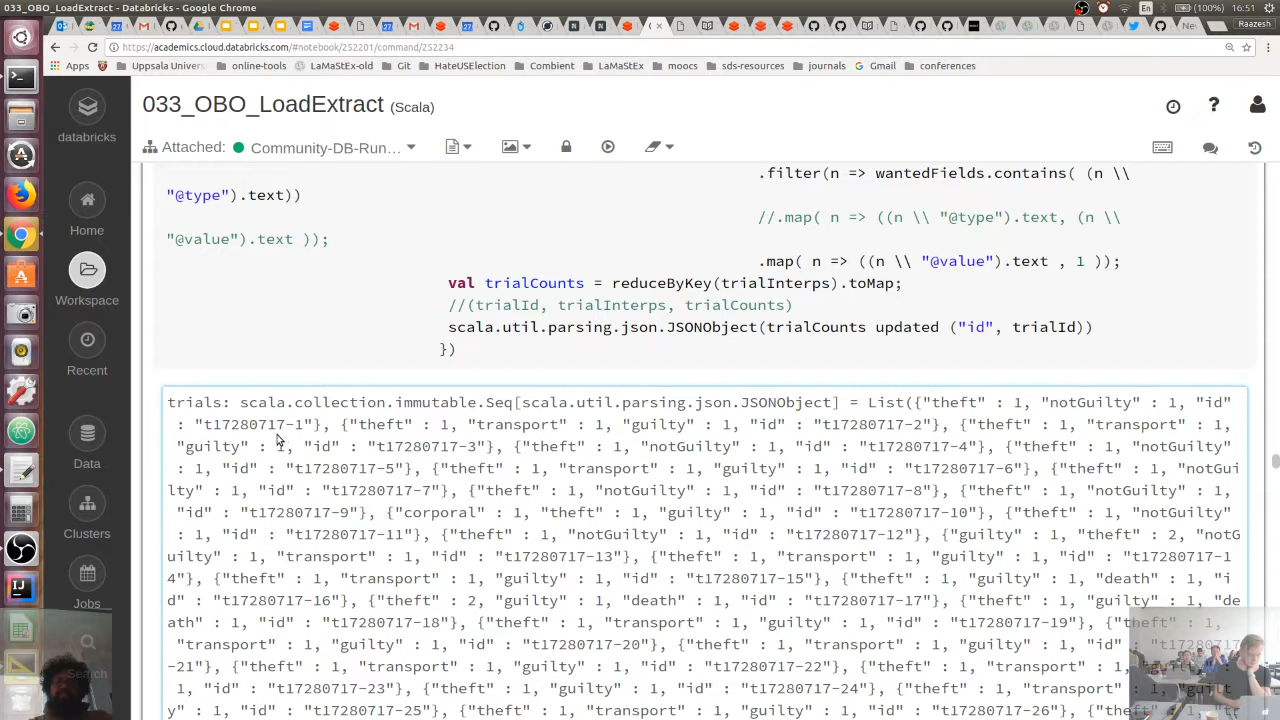 033_OBO_LoadExtract - Databricks - Google Chrome
En
(100%)
16:51
Raazesh
https://academics.cloud.databricks.com/#notebook/252201/command/252234
Apps
Uppsala Univers
online-tools
LaMaStEx-old
Git
HateUSElection
Combient
LaMaStEx
moocs
sds-resources
journals
Gmail
conferences
databricks
Home
Workspace
Recent
Data
Clusters
Jobs
Search
033_OBO_LoadExtract (Scala)
Attached: Community-DB-Run...
.filter(n => wantedFields.contains( (n \\
"@type").text))
//.map( n => ((n \\ "@type").text, (n \\
"@value").text ));
.map( n => ((n \\ "@value").text , 1 ));
val trialCounts = reduceByKey(trialInterps).toMap;
//(trialId, trialInterps, trialCounts)
scala.util.parsing.json.JSONObject(trialCounts updated ("id", trialId))
})
trials: scala.collection.immutable.Seq[scala.util.parsing.json.JSONObject] = List({"theft" : 1, "notGuilty" : 1, "id"
: "t17280717-1"}, {"theft" : 1, "transport" : 1, "guilty" : 1, "id" : "t17280717-2"}, {"theft" : 1, "transport" : 1,
"guilty" : 1, "id" : "t17280717-3"}, {"theft" : 1, "notGuilty" : 1, "id" : "t17280717-4"}, {"theft" : 1, "notGuilty"
: 1, "id" : "t17280717-5"}, {"theft" : 1, "transport" : 1, "guilty" : 1, "id" : "t17280717-6"}, {"theft" : 1, "notGui
lty" : 1, "id" : "t17280717-7"}, {"theft" : 1, "notGuilty" : 1, "id" : "t17280717-8"}, {"theft" : 1, "notGuilty" : 1,
"id" : "t17280717-9"}, {"corporal" : 1, "theft" : 1, "guilty" : 1, "id" : "t17280717-10"}, {"theft" : 1, "notGuilty"
: 1, "id" : "t17280717-11"}, {"theft" : 1, "notGuilty" : 1, "id" : "t17280717-12"}, {"guilty" : 1, "theft" : 2, "notG
uilty" : 1, "transport" : 1, "id" : "t17280717-13"}, {"theft" : 1, "transport" : 1, "guilty" : 1, "id" : "t17280717-1
4"}, {"theft" : 1, "transport" : 1, "guilty" : 1, "id" : "t17280717-15"}, {"theft" : 1, "guilty" : 1, "death" : 1, "i
d" : "t17280717-16"}, {"theft" : 2, "guilty" : 1, "death" : 1, "id" : "t17280717-17"}, {"theft" : 1, "guilty" : 1, "de
ath" : 1, "id" : "t17280717-18"}, {"theft" : 1, "transport" : 1, "guilty" : 1, "id" : "t17280717-19"}, {"theft" : 1,
"transport" : 1, "guilty" : 1, "id" : "t17280717-20"}, {"theft" : 1, "notGuilty" : 1, "id" : "t17280717
-21"}, {"theft" : 1, "transport" : 1, "guilty" : 1, "id" : "t17280717-22"}, {"theft" : 1, "transport" :
1, "id" : "t17280717-23"}, {"theft" : 1, "guilty" : 1, "id" : "t17280717-24"}, {"theft" : 1, "transport"
: 1, "id" : "t17280717-25"}, {"theft" : 1, "notGuilty" : 1, "id" : "t17280717-26"}, {"theft" : 1, "tr